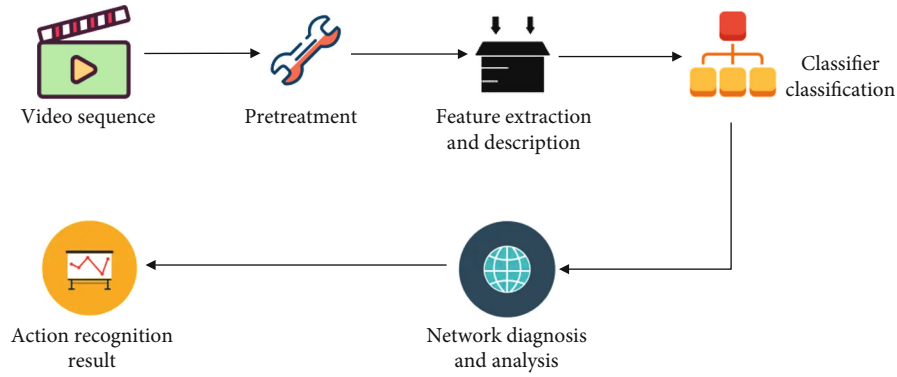 Video sequence
Pretreatment
Feature extraction
and description
Classifier
classification
Action recognition
result
Network diagnosis
and analysis